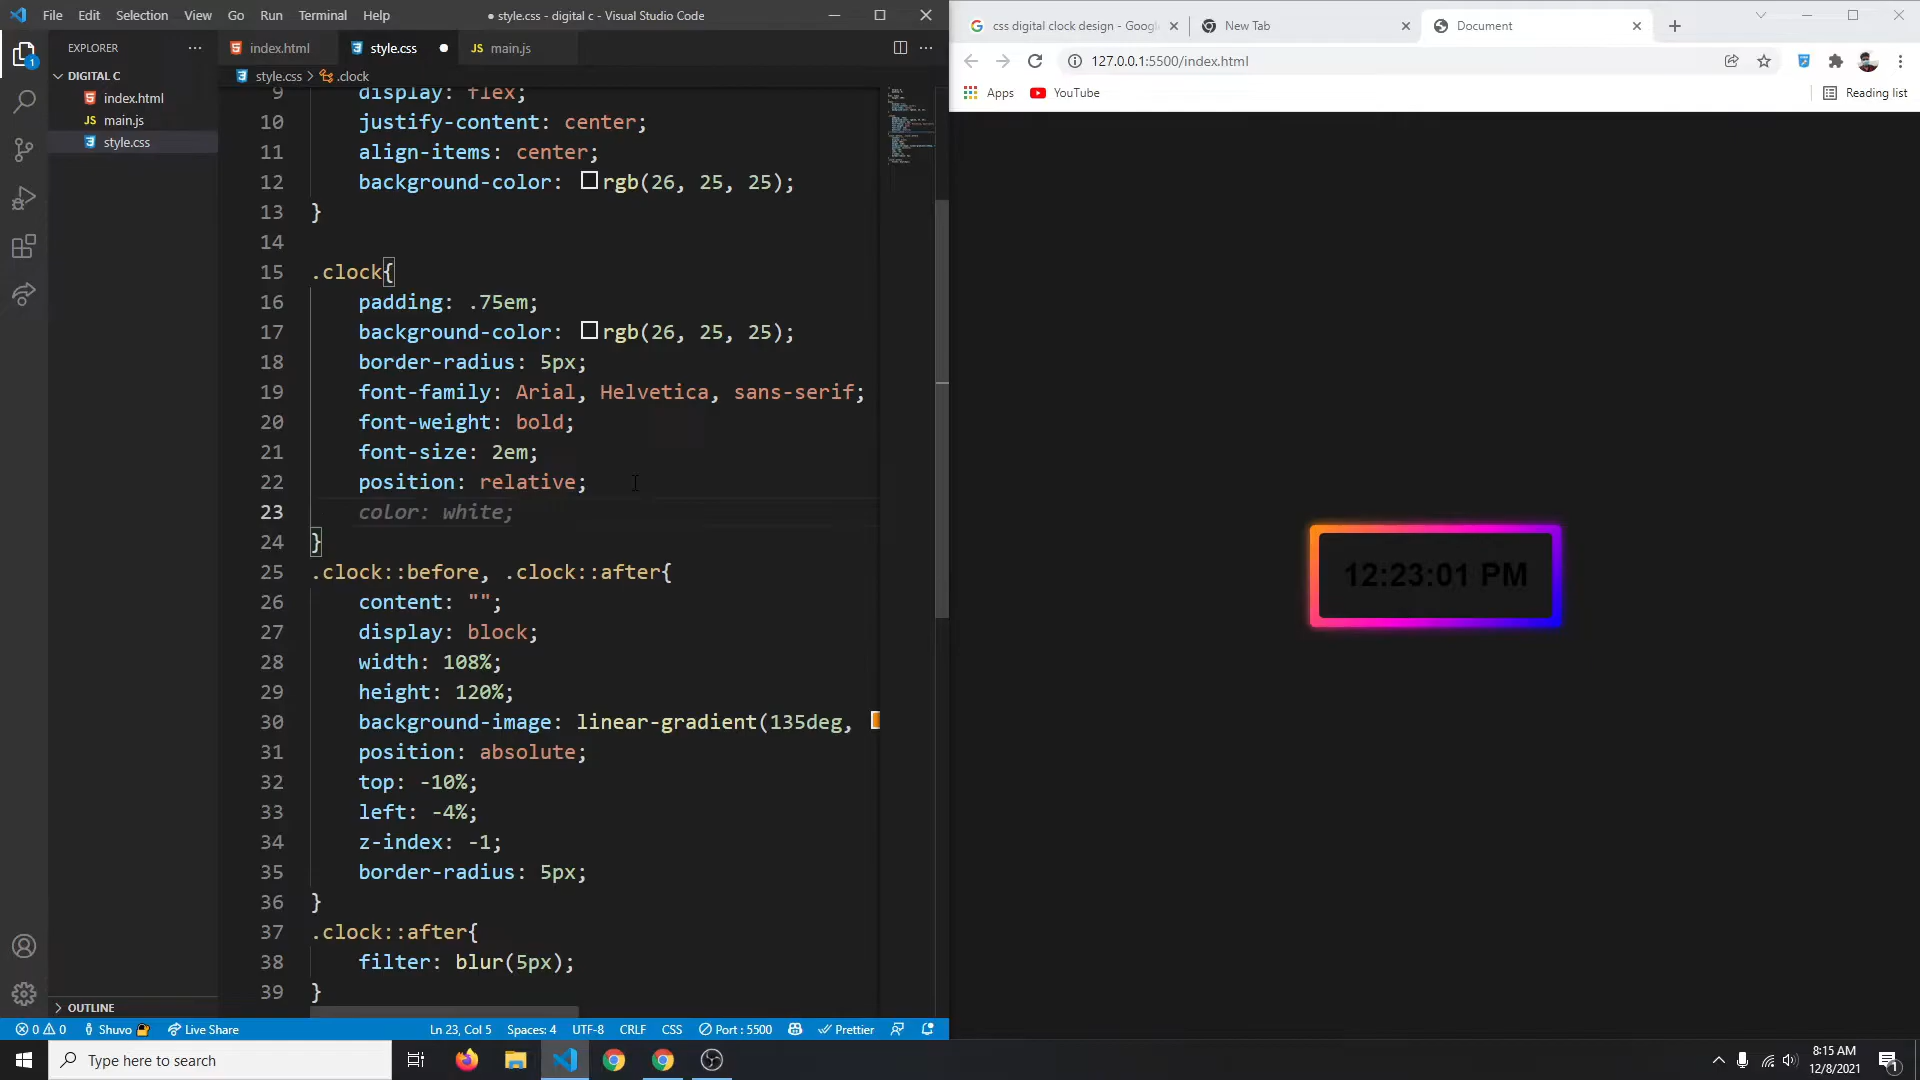 File Edit Selection View Go Run Terminal Help
● style.css - digital c - Visual Studio Code
EXPLORER
DIGITAL C
index.html
JS main.js
style.css
OUTLINE
index.html
style.css
JS main.js
style.css > .clock
9 display: flex;
10 justify-content: center;
11 align-items: center;
12 background-color: rgb(26, 25, 25);
13 }
14
15 .clock{
16 padding: .75em;
17 background-color: rgb(26, 25, 25);
18 border-radius: 5px;
19 font-family: Arial, Helvetica, sans-serif;
20 font-weight: bold;
21 font-size: 2em;
22 position: relative;
23 color: white;
24 }
25 .clock::before, .clock::after{
26 content: "";
27 display: block;
28 width: 108%;
29 height: 120%;
30 background-image: linear-gradient(135deg,
31 position: absolute;
32 top: -10%;
33 left: -4%;
34 z-index: -1;
35 border-radius: 5px;
36 }
37 .clock::after{
38 filter: blur(5px);
39 }
0 0 Shuvo Live Share Ln 23, Col 5 Spaces: 4 UTF-8 CRLF CSS Port : 5500 Prettier
css digital clock design - Google
New Tab
Document
127.0.0.1:5500/index.html
Apps YouTube Reading list
12:23:01 PM
1
Type here to search
8:15 AM
12/8/2021
1